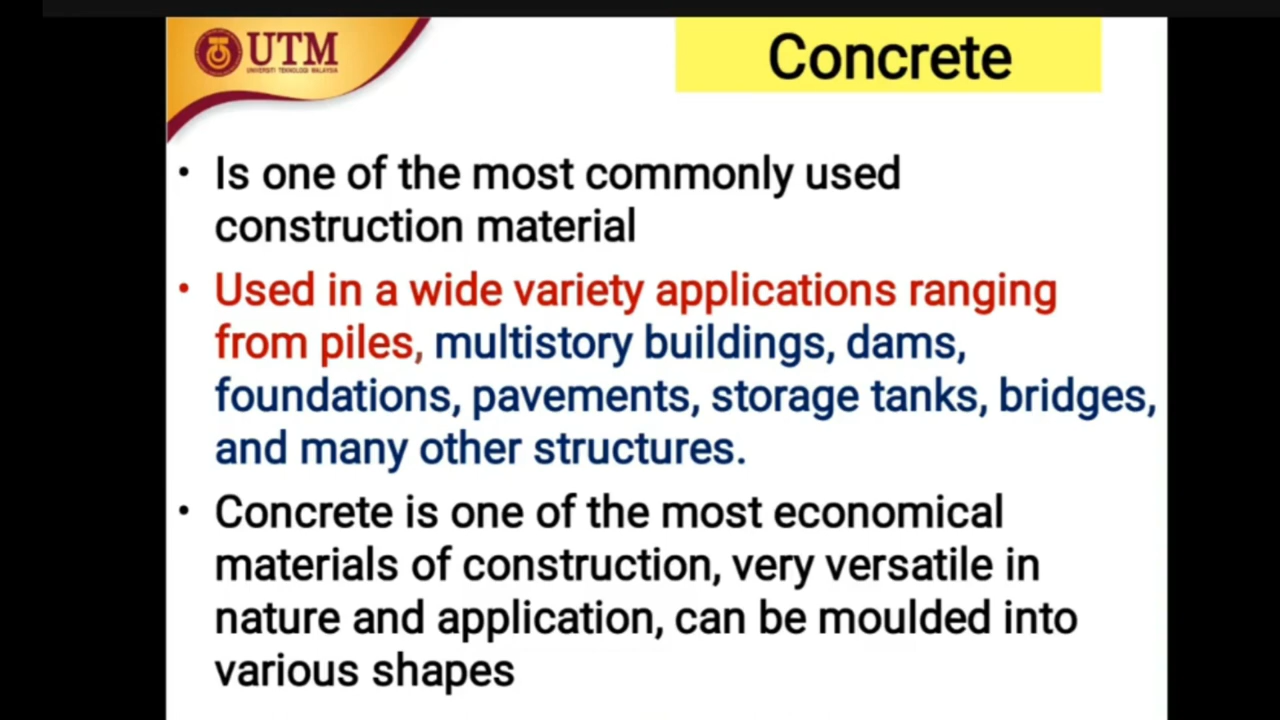 UTM
UNIVERSITI TEKNOLOGI MALAYSIA
Concrete
• Is one of the most commonly used
construction material
• Used in a wide variety applications ranging
from piles, multistory buildings, dams,
foundations, pavements, storage tanks, bridges,
and many other structures.
• Concrete is one of the most economical
materials of construction, very versatile in
nature and application, can be moulded into
various shapes